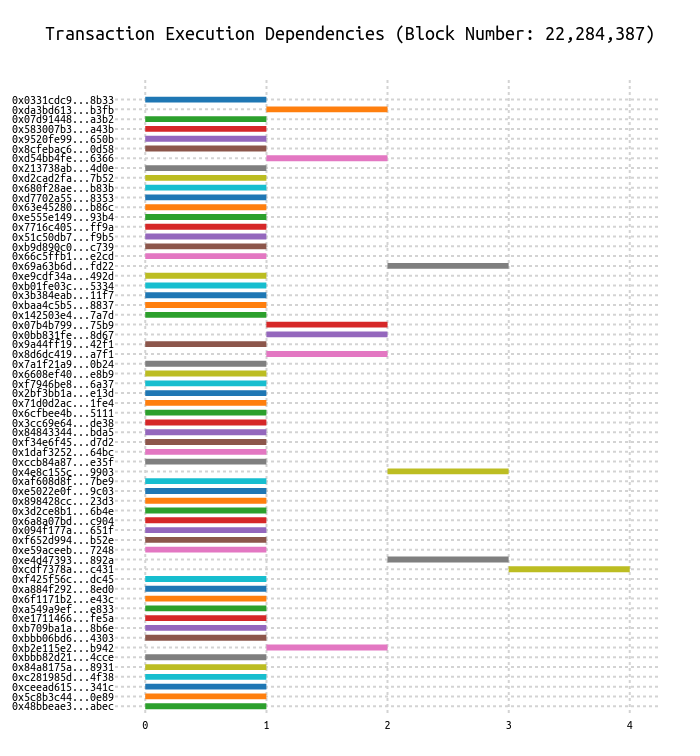 Transaction Execution Dependencies (Block Number: 22,284,387)
0x0331cdc9...8b33
0xda3bd613...b3fb
0x07d91448...a3b2
0x583007b3...a43b
0x9520fe99...650b
0x8cfebac6...0d58
0xd54bb4fe...6366
0x213738ab...4d0e
0xd2cad2fa...7b52
0x680f28ae...b83b
0xd7702a55...8353
0x63e45280...b86c
0xe555e149...93b4
0x7716c405...ff9a
0x51c50db7...f9b5
0xb9d890c0...c739
0x66c5ffb1...e2cd
0x69a63b6d...fd22
0xe9cdf34a...492d
0xb01fe03c...5334
0x3b384eab...11f7
0xbaa4c5b5...8837
0x142503e4...7a7d
0x07b4b799...75b9
0x0bb831fe...8d67
0x9a44ff19...42f1
0x8d6dc419...a7f1
0x7a1f21a9...0b24
0x6608ef40...e8b9
0xf7946be8...6a37
0x2bf3bb1a...e13d
0x71d0d2ac...1fe4
0x6cfbee4b...5111
0x3cc69e64...de38
0x84843344...bda5
0xf34e6f45...d7d2
0x1daf3252...64bc
0xccb84a87...e35f
0x4e8c155c...9903
0xaf608d8f...7be9
0xe5022e0f...9c03
0x898428cc...23d3
0x3d2ce8b1...6b4e
0x6a8a07bd...c904
0x094f177a...651f
0xf652d994...b52e
0xe59aceeb...7248
0xe4d47393...892a
0xcdf7378a...c431
0xf425f56c...dc45
0xa884f292...8ed0
0x6f1171b2...e43c
0xa549a9ef...e833
0xe1711466...fe5a
0xb709ba1a...8b6e
0xbbb06bd6...4303
0xb2e115e2...b942
0xbbb82d21...4cce
0x84a8175a...8931
0xc281985d...4f38
0xceead615...341c
0x5c8b3c44...0e89
0x48bbeae3...abec
0 1 2 3 4